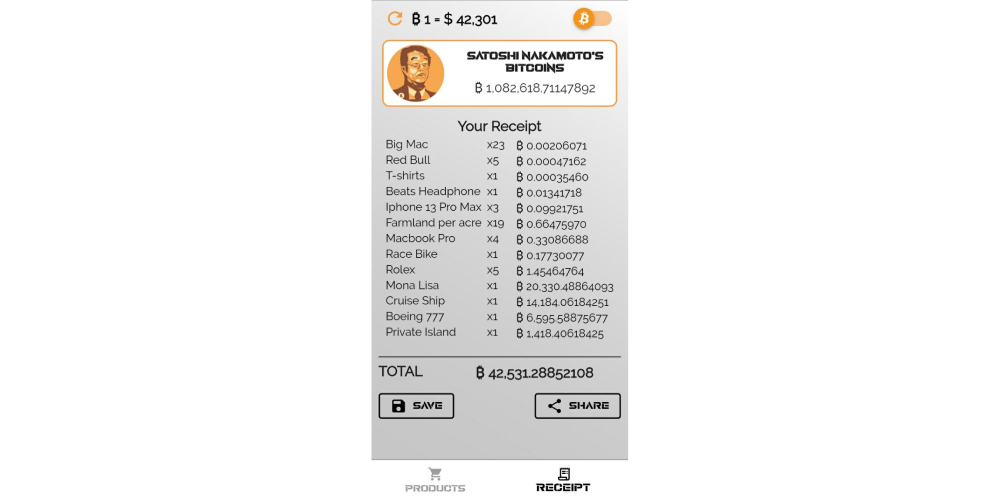 ฿ 1 = $ 42,301
SATOSHI NAKAMOTO'S
BITCOINS
฿ 1,082,618.71147892
Your Receipt
Big Mac x23 ฿ 0.00206071
Red Bull x5 ฿ 0.00047162
T-shirts x1 ฿ 0.00035460
Beats Headphone x1 ฿ 0.01341718
Iphone 13 Pro Max x3 ฿ 0.09921751
Farmland per acre x19 ฿ 0.66475970
Macbook Pro x4 ฿ 0.33086688
Race Bike x1 ฿ 0.17730077
Rolex x5 ฿ 1.45464764
Mona Lisa x1 ฿ 20,330.48864093
Cruise Ship x1 ฿ 14,184.06184251
Boeing 777 x1 ฿ 6,595.58875677
Private Island x1 ฿ 1,418.40618425
TOTAL ฿ 42,531.28852108
SAVE SHARE
PRODUCTS RECEIPT